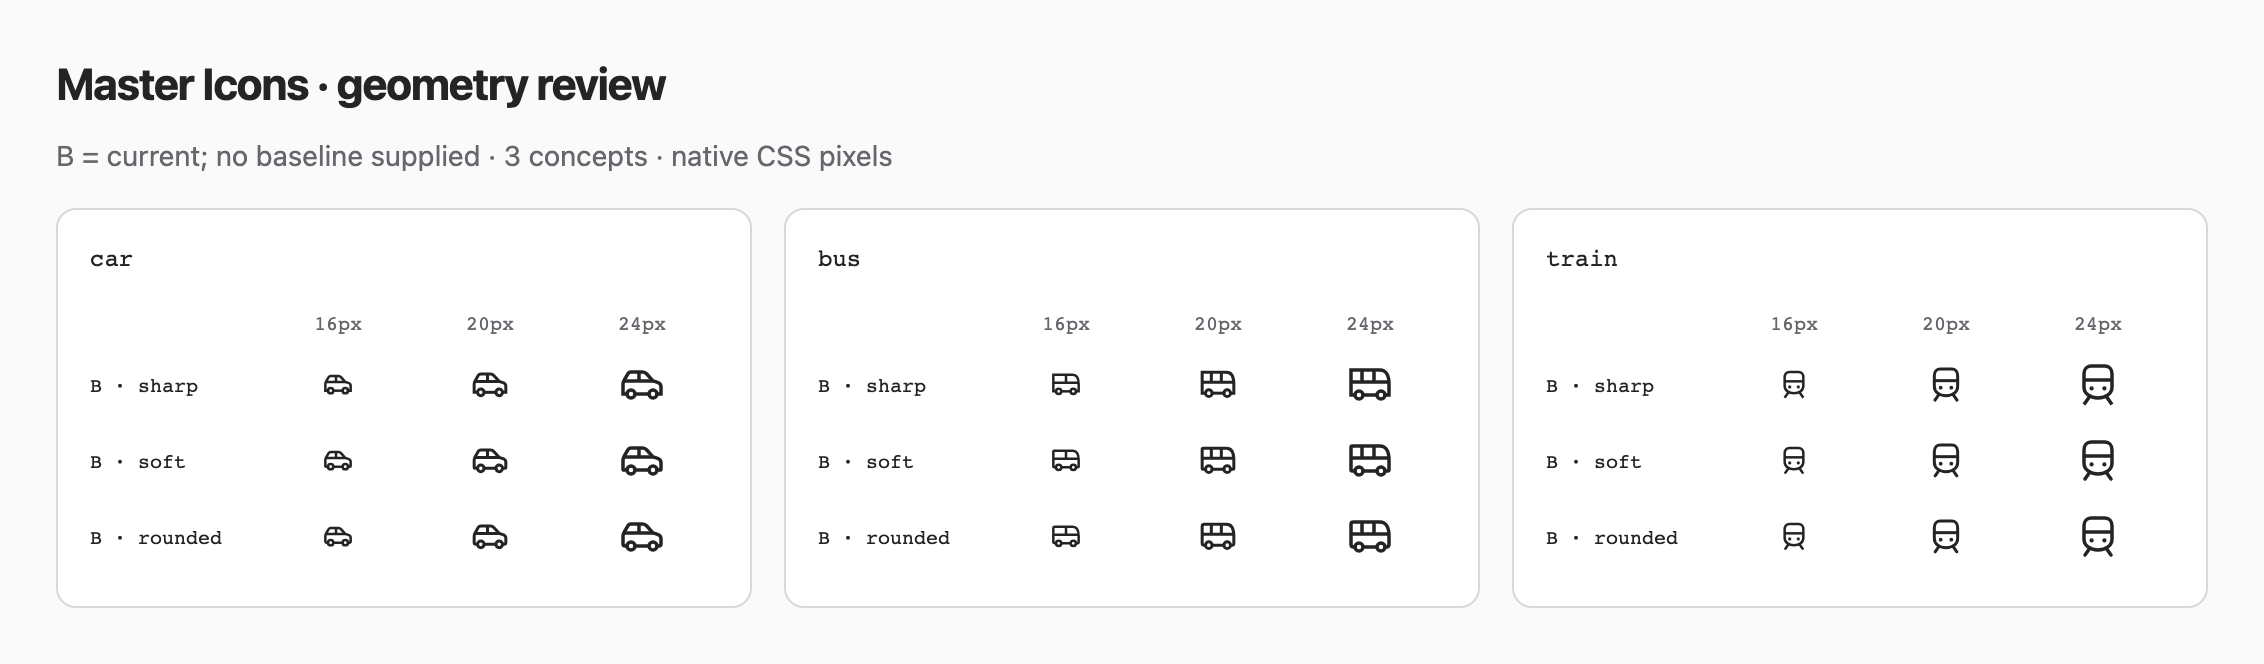 Master Icons · geometry review
B = current; no baseline supplied · 3 concepts · native CSS pixels
car
16px 20px 24px
B · sharp
B · soft
B · rounded
bus
16px 20px 24px
B · sharp
B · soft
B · rounded
train
16px 20px 24px
B · sharp
B · soft
B · rounded